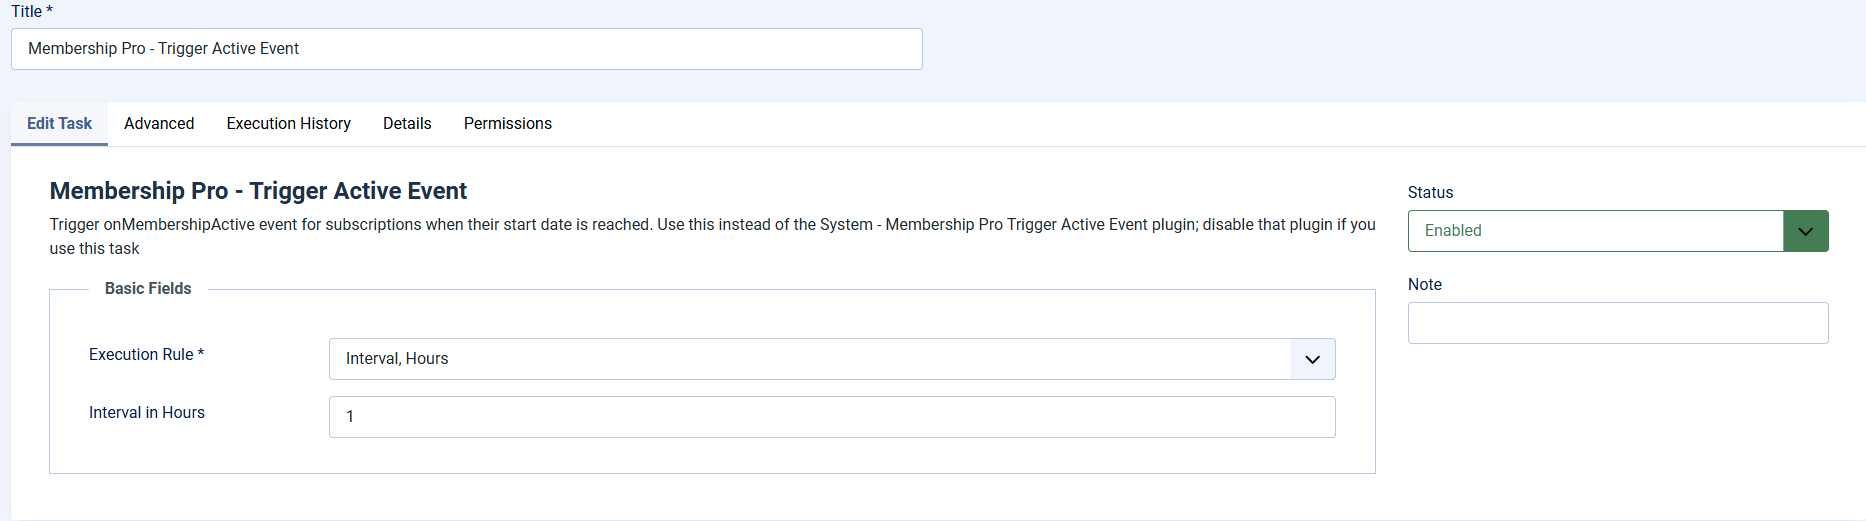 Title *
Membership Pro - Trigger Active Event
Edit Task
Advanced
Execution History
Details
Permissions
Membership Pro - Trigger Active Event
Trigger onMembershipActive event for subscriptions when their start date is reached. Use this instead of the System - Membership Pro Trigger Active Event plugin; disable that plugin if you
use this task
Basic Fields
Execution Rule *
Interval, Hours
Interval in Hours
1
Status
Enabled
Note